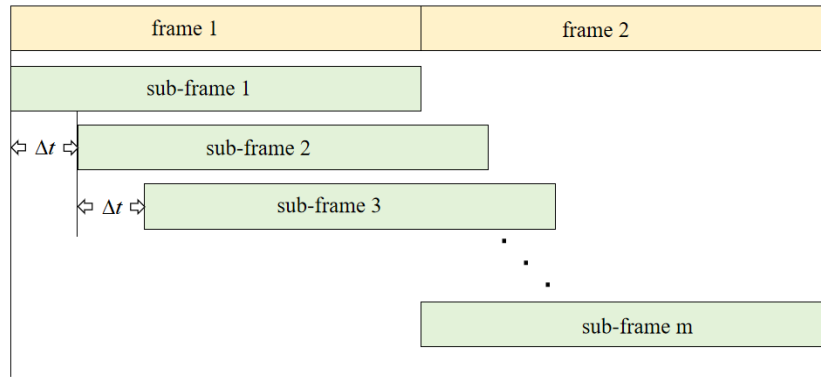 frame 1 frame 2
sub-frame 1
Δt sub-frame 2
Δt sub-frame 3
sub-frame m